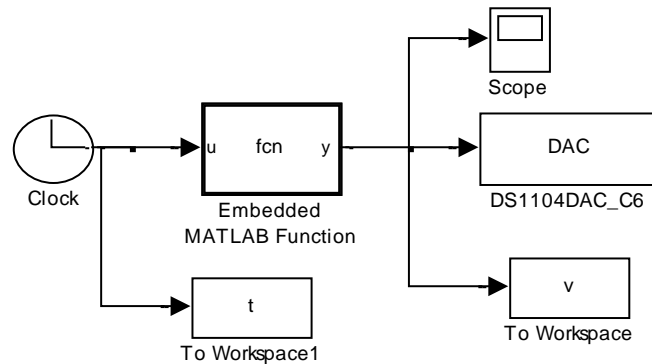 Scope
u fcn y
DAC
Clock
Embedded
MATLAB Function
DS1104DAC_C6
t
v
To Workspace1
To Workspace